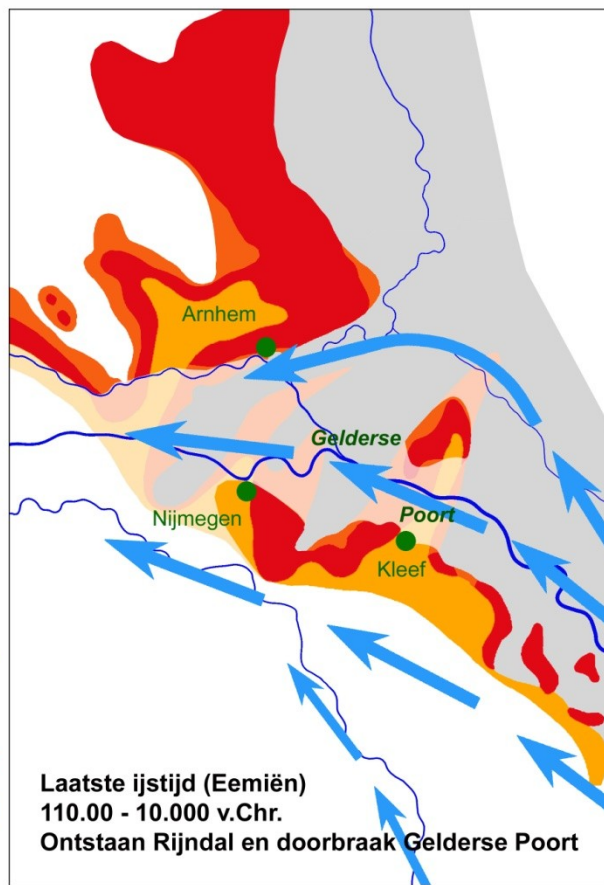 Arnhem
Gelderse
Nijmegen
Poort
Kleef
Laatste ijstijd (Eemiën)
110.00 - 10.000 v.Chr.
Ontstaan Rijndal en doorbraak Gelderse Poort